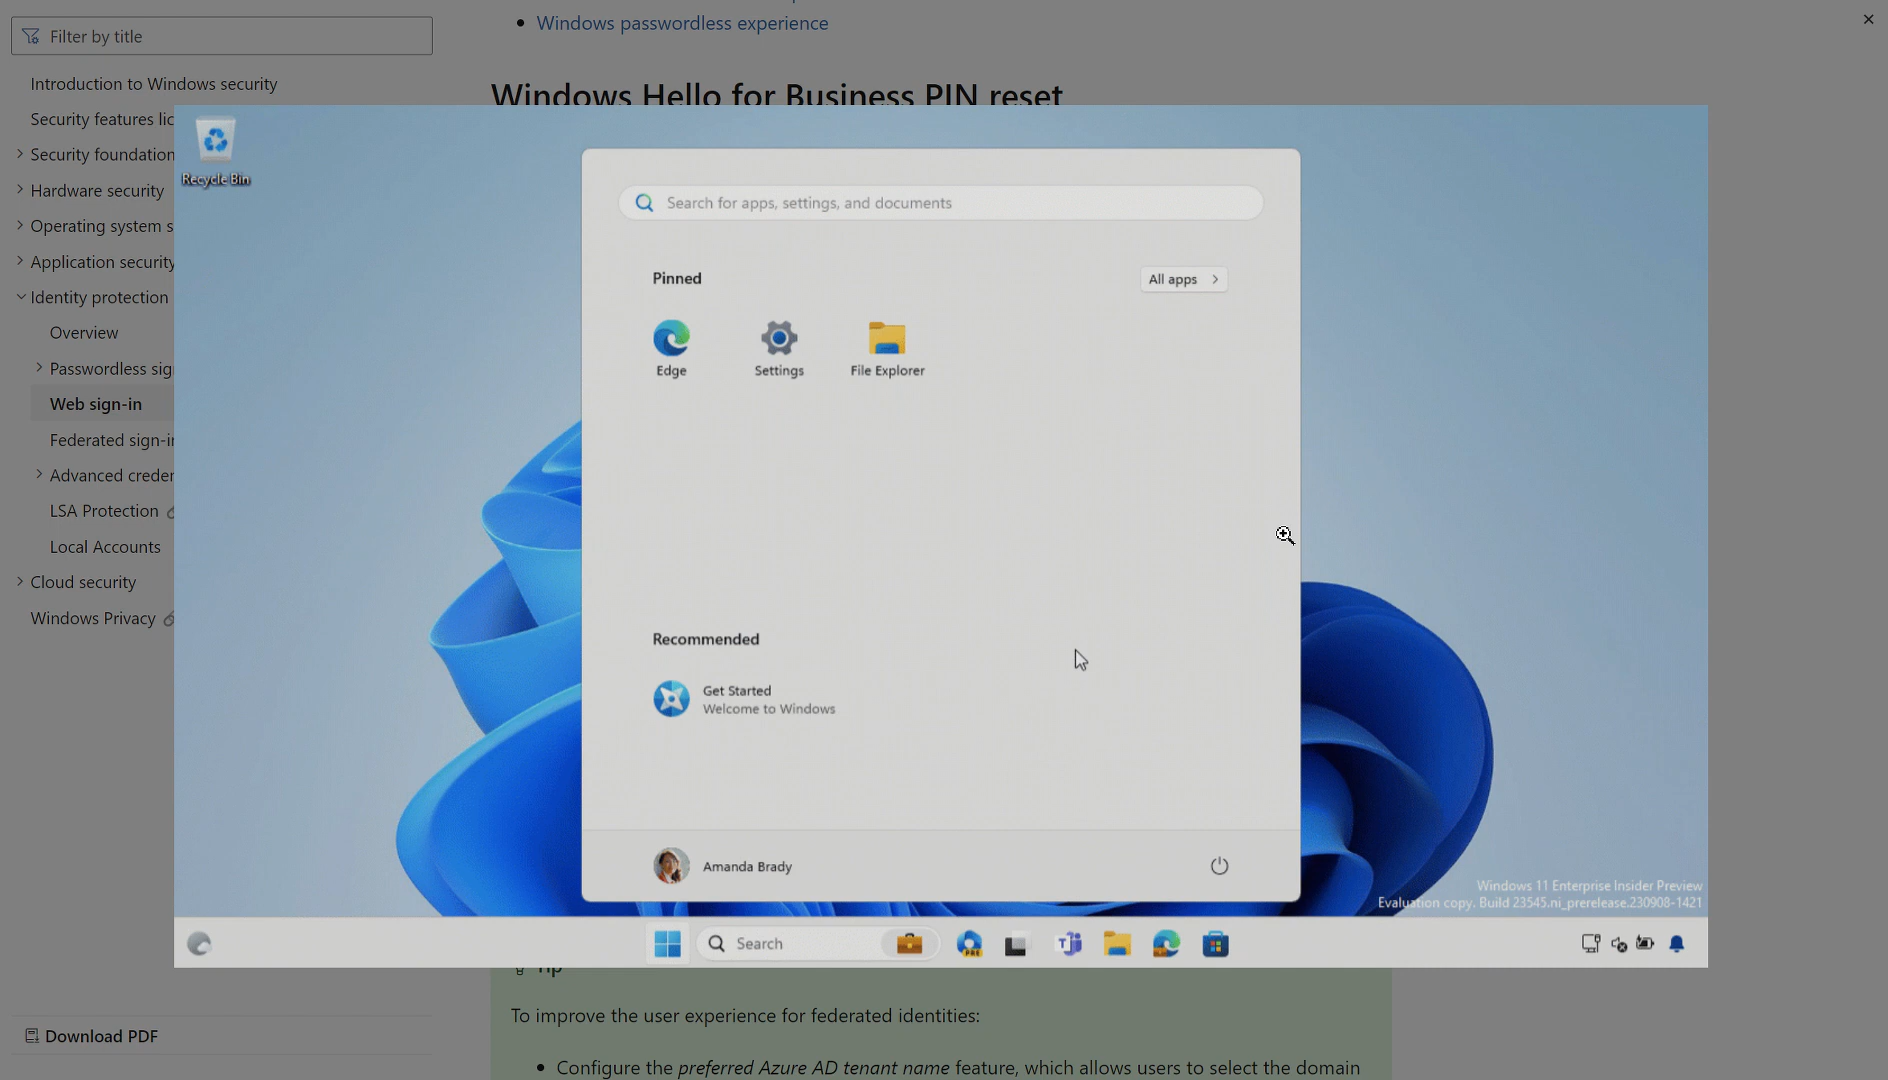 Filter by title
Introduction to Windows security
Security features lic
Security foundation
Hardware security
Operating system s
Application security
Identity protection
Overview
Passwordless sig
Web sign-in
Federated sign-in
Advanced creder
LSA Protection
Local Accounts
Cloud security
Windows Privacy
Download PDF
Windows passwordless experience
Windows Hello for Business PIN reset
Recycle Bin
Search for apps, settings, and documents
Pinned
All apps
Edge
Settings
File Explorer
Recommended
Get Started
Welcome to Windows
Amanda Brady
Windows 11 Enterprise Insider Preview
Evaluation copy. Build 23545.ni_prerelease.230908-1421
Search
PRE
Tip
To improve the user experience for federated identities:
Configure the preferred Azure AD tenant name feature, which allows users to select the domain